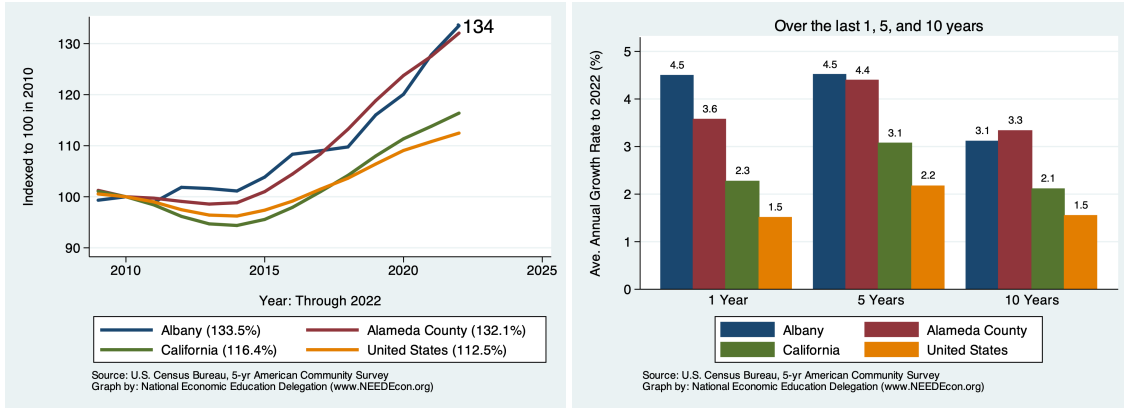 134
130
120
110
100
90
Indexed to 100 in 2010
2010 2015 2020 2025
Year: Through 2022
Albany (133.5%) Alameda County (132.1%)
California (116.4%) United States (112.5%)
Source: U.S. Census Bureau, 5-yr American Community Survey
Graph by: National Economic Education Delegation (www.NEEDEcon.org)
Over the last 1, 5, and 10 years
Ave. Annual Growth Rate to 2022 (%)
5
4
3
2
1
0
4.5 3.6 2.3 1.5
4.5 4.4 3.1 2.2
3.1 3.3 2.1 1.5
1 Year 5 Years 10 Years
Albany Alameda County
California United States
Source: U.S. Census Bureau, 5-yr American Community Survey
Graph by: National Economic Education Delegation (www.NEEDEcon.org)